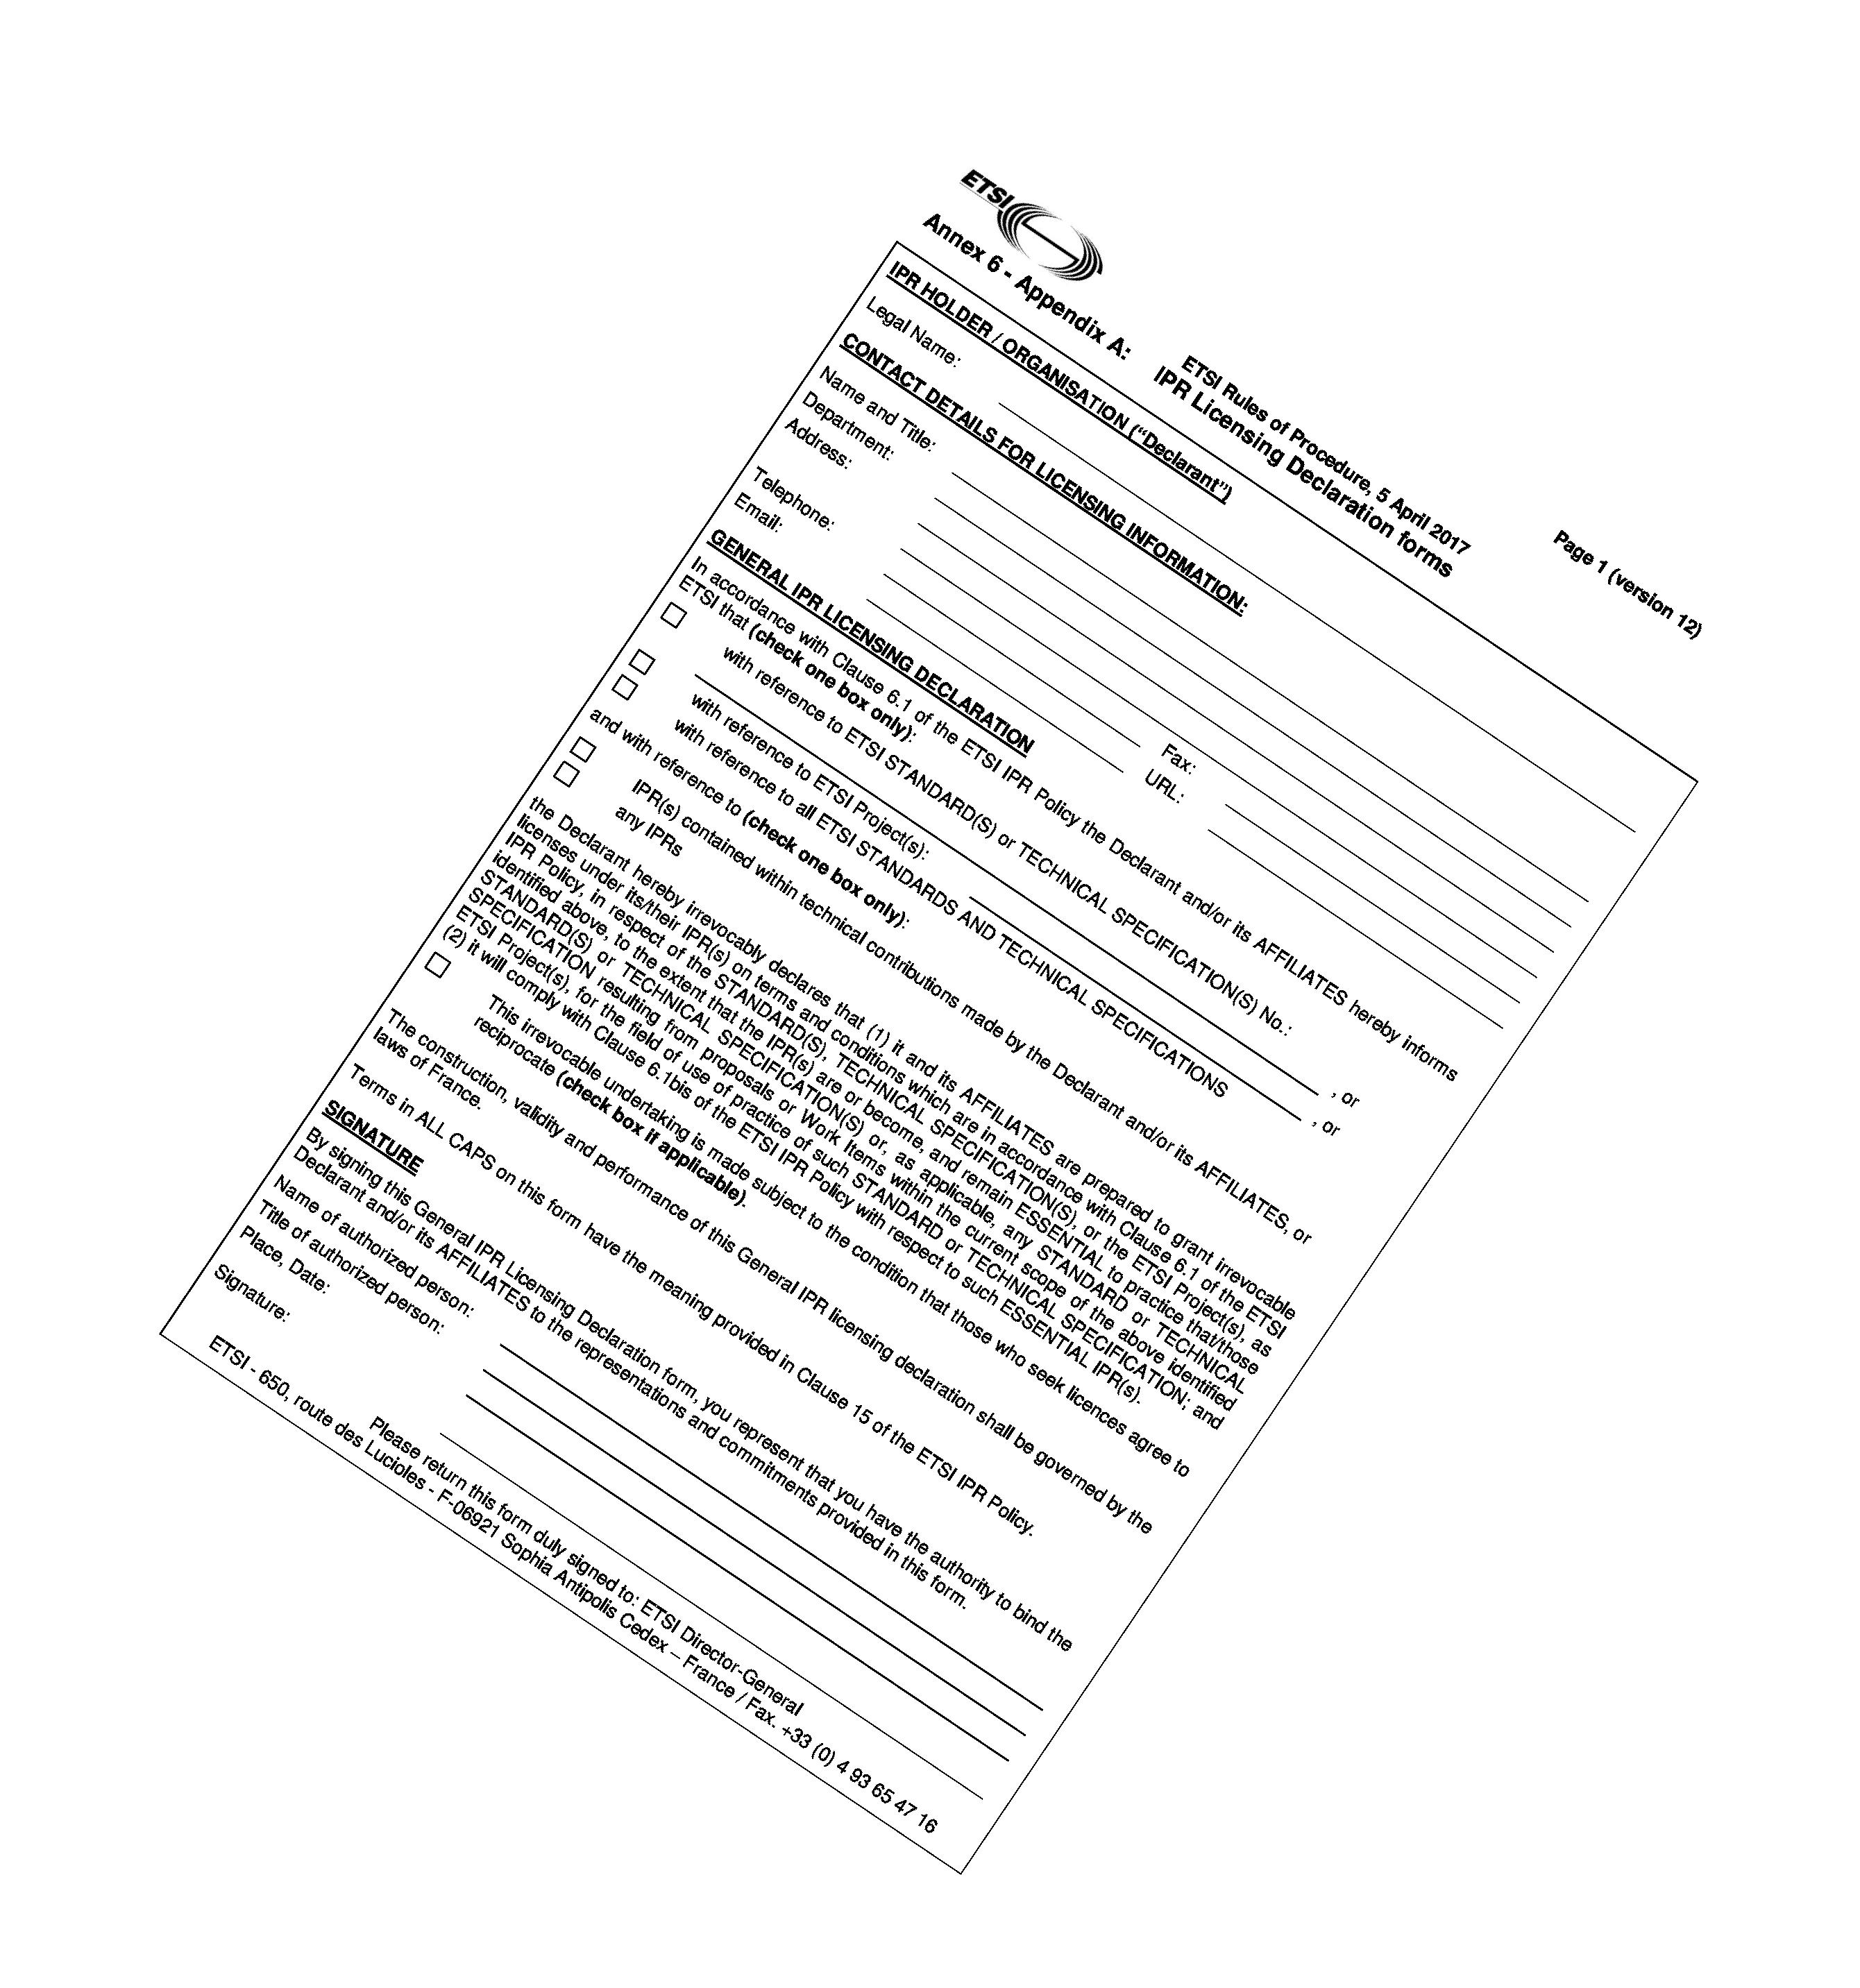 ETSI
ETSI Rules of Procedure, 5 April 2017
Page 1 (version 12)
Annex 6 - Appendix A: IPR Licensing Declaration forms
IPR HOLDER / ORGANISATION (“Declarant”)
Legal Name:
CONTACT DETAILS FOR LICENSING INFORMATION:
Name and Title:
Department:
Address:
Telephone: Fax:
Email: URL:
GENERAL IPR LICENSING DECLARATION
In accordance with Clause 6.1 of the ETSI IPR Policy the Declarant and/or its AFFILIATES hereby informs
ETSI that (check one box only):
with reference to ETSI STANDARD(S) or TECHNICAL SPECIFICATION(S) No.:
, or
with reference to ETSI Project(s): , or
with reference to all ETSI STANDARDS AND TECHNICAL SPECIFICATIONS
and with reference to (check one box only):
IPR(s) contained within technical contributions made by the Declarant and/or its AFFILIATES, or
any IPRs
the Declarant hereby irrevocably declares that (1) it and its AFFILIATES are prepared to grant irrevocable
licenses under its/their IPR(s) on terms and conditions which are in accordance with Clause 6.1 of the ETSI
IPR Policy, in respect of the STANDARD(S), TECHNICAL SPECIFICATION(S), or the ETSI Project(s), as
identified above, to the extent that the IPR(s) are or become, and remain ESSENTIAL to practice that/those
STANDARD(S) or TECHNICAL SPECIFICATION(S) or, as applicable, any STANDARD or TECHNICAL
SPECIFICATION resulting from proposals or Work Items within the current scope of the above identified
ETSI Project(s), for the field of use of practice of such STANDARD or TECHNICAL SPECIFICATION; and
(2) it will comply with Clause 6.1bis of the ETSI IPR Policy with respect to such ESSENTIAL IPR(s).
This irrevocable undertaking is made subject to the condition that those who seek licences agree to
reciprocate (check box if applicable).
The construction, validity and performance of this General IPR licensing declaration shall be governed by the
laws of France.
Terms in ALL CAPS on this form have the meaning provided in Clause 15 of the ETSI IPR Policy.
SIGNATURE
By signing this General IPR Licensing Declaration form, you represent that you have the authority to bind the
Declarant and/or its AFFILIATES to the representations and commitments provided in this form.
Name of authorized person:
Title of authorized person:
Place, Date:
Signature:
Please return this form duly signed to: ETSI Director-General
ETSI - 650, route des Lucioles - F-06921 Sophia Antipolis Cedex – France / Fax. +33 (0) 4 93 65 47 16